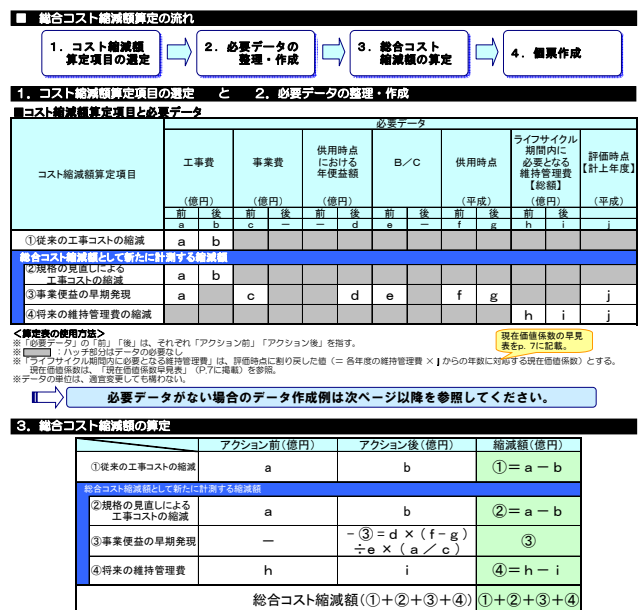 ■ 総合コスト縮減額算定の流れ
1．コスト縮減額
算定項目の選定
2．必要データの
整理・作成
3．総合コスト
縮減額の算定
4．個票作成
1．コスト縮減額算定項目の選定 と 2．必要データの整理・作成
■コスト縮減額算定項目と必要データ
コスト縮減額算定項目
必要データ
工事費
(億円)
事業費
(億円)
供用時点
における
年便益額
(億円)
B／C
供用時点
(平成)
ライフサイクル
期間内に
必要となる
維持管理費
【総額】
(億円)
評価時点
【計上年度】
(平成)
前 後 前 後 前 後 前 後 前 後 前 後
a b c － － d e － f g h i j
①従来の工事コストの縮減 a b
総合コスト縮減額として新たに計測する縮減額
②規格の見直しによる
工事コストの縮減 a b
③事業便益の早期発現 a c d e f g j
④将来の維持管理費の縮減 h i j
＜算定表の使用方法＞
※「必要データ」の「前」「後」は、それぞれ「アクション前」「アクション後」を指す。
※ ：ハッチ部分はデータの必要なし
※「ライフサイクル期間内に必要となる維持管理費」は、評価時点に割り戻した値（＝ 各年度の維持管理費 × j からの年数に対応する現在価値係数）とする。
現在価値係数は、「現在価値係数早見表」（P.7に掲載）を参照。
※データの単位は、適宜変更しても構わない。
現在価値係数の早見
表をp. 7に記載。
必要データがない場合のデータ作成例は次ページ以降を参照してください。
3．総合コスト縮減額の算定
アクション前(億円) アクション後(億円) 縮減額(億円)
①従来の工事コストの縮減 a b ①＝a－b
総合コスト縮減額として新たに計測する縮減額
②規格の見直しによる
工事コストの縮減 a b ②＝a－b
③事業便益の早期発現 － －③＝d×(f－g)
÷e×(a／c) ③
④将来の維持管理費 h i ④＝h－i
総合コスト縮減額(①＋②＋③＋④) ①＋②＋③＋④